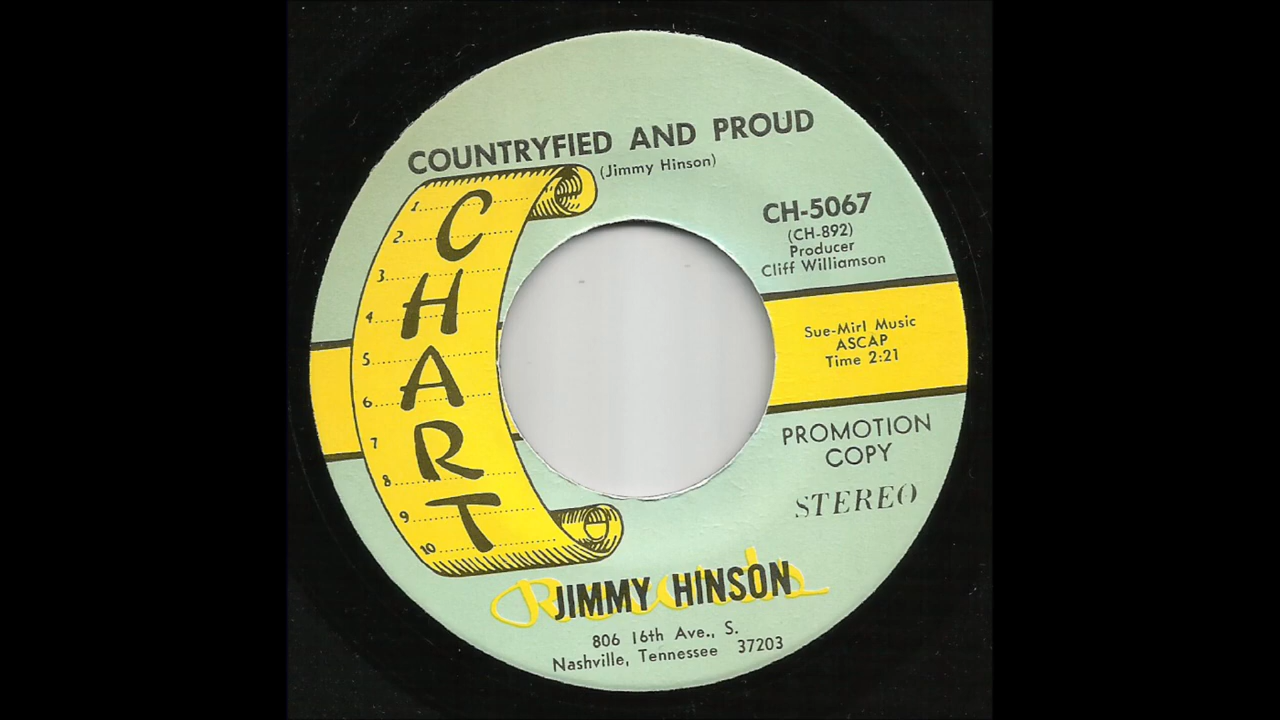 COUNTRYFIED AND PROUD
(Jimmy Hinson)
CHART
1
2
3
4
5
6
7
8
9
10
CH-5067
(CH-892)
Producer
Cliff Williamson
Sue-Mirl Music
ASCAP
Time 2:21
PROMOTION
COPY
STEREO
Records
JIMMY HINSON
806 16th Ave., S.
Nashville, Tennessee 37203